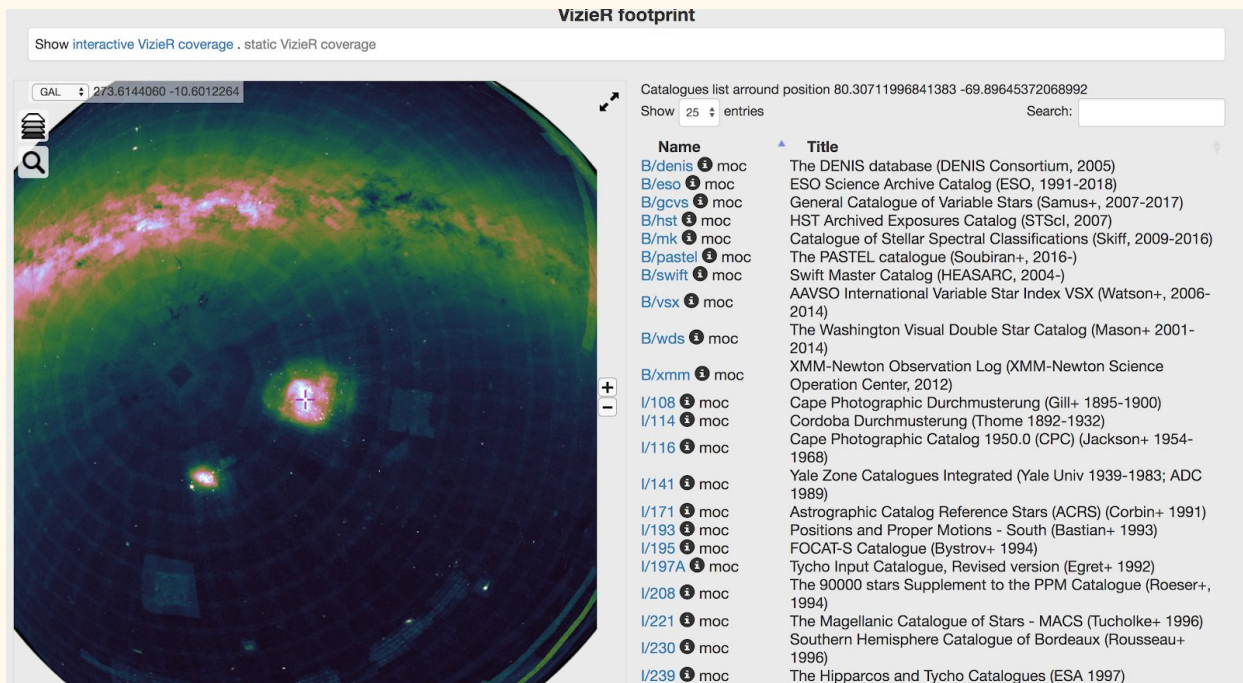 VizieR footprint
Show interactive VizieR coverage . static VizieR coverage
GAL 273.6144060 -10.6012264
Catalogues list arround position 80.30711996841383 -69.89645372068992
Show 25 entries Search:
Name Title
B/denis moc The DENIS database (DENIS Consortium, 2005)
B/eso moc ESO Science Archive Catalog (ESO, 1991-2018)
B/gcvs moc General Catalogue of Variable Stars (Samus+, 2007-2017)
B/hst moc HST Archived Exposures Catalog (STScI, 2007)
B/mk moc Catalogue of Stellar Spectral Classifications (Skiff, 2009-2016)
B/pastel moc The PASTEL catalogue (Soubiran+, 2016-)
B/swift moc Swift Master Catalog (HEASARC, 2004-)
B/vsx moc AAVSO International Variable Star Index VSX (Watson+, 2006-
2014)
B/wds moc The Washington Visual Double Star Catalog (Mason+ 2001-
2014)
B/xmm moc XMM-Newton Observation Log (XMM-Newton Science
Operation Center, 2012)
I/108 moc Cape Photographic Durchmusterung (Gill+ 1895-1900)
I/114 moc Cordoba Durchmusterung (Thome 1892-1932)
I/116 moc Cape Photographic Catalog 1950.0 (CPC) (Jackson+ 1954-
1968)
I/141 moc Yale Zone Catalogues Integrated (Yale Univ 1939-1983; ADC
1989)
I/171 moc Astrographic Catalog Reference Stars (ACRS) (Corbin+ 1991)
I/193 moc Positions and Proper Motions - South (Bastian+ 1993)
I/195 moc FOCAT-S Catalogue (Bystrov+ 1994)
I/197A moc Tycho Input Catalogue, Revised version (Egret+ 1992)
I/208 moc The 90000 stars Supplement to the PPM Catalogue (Roeser+,
1994)
I/221 moc The Magellanic Catalogue of Stars - MACS (Tucholke+ 1996)
I/230 moc Southern Hemisphere Catalogue of Bordeaux (Rousseau+
1996)
I/239 moc The Hipparcos and Tycho Catalogues (ESA 1997)